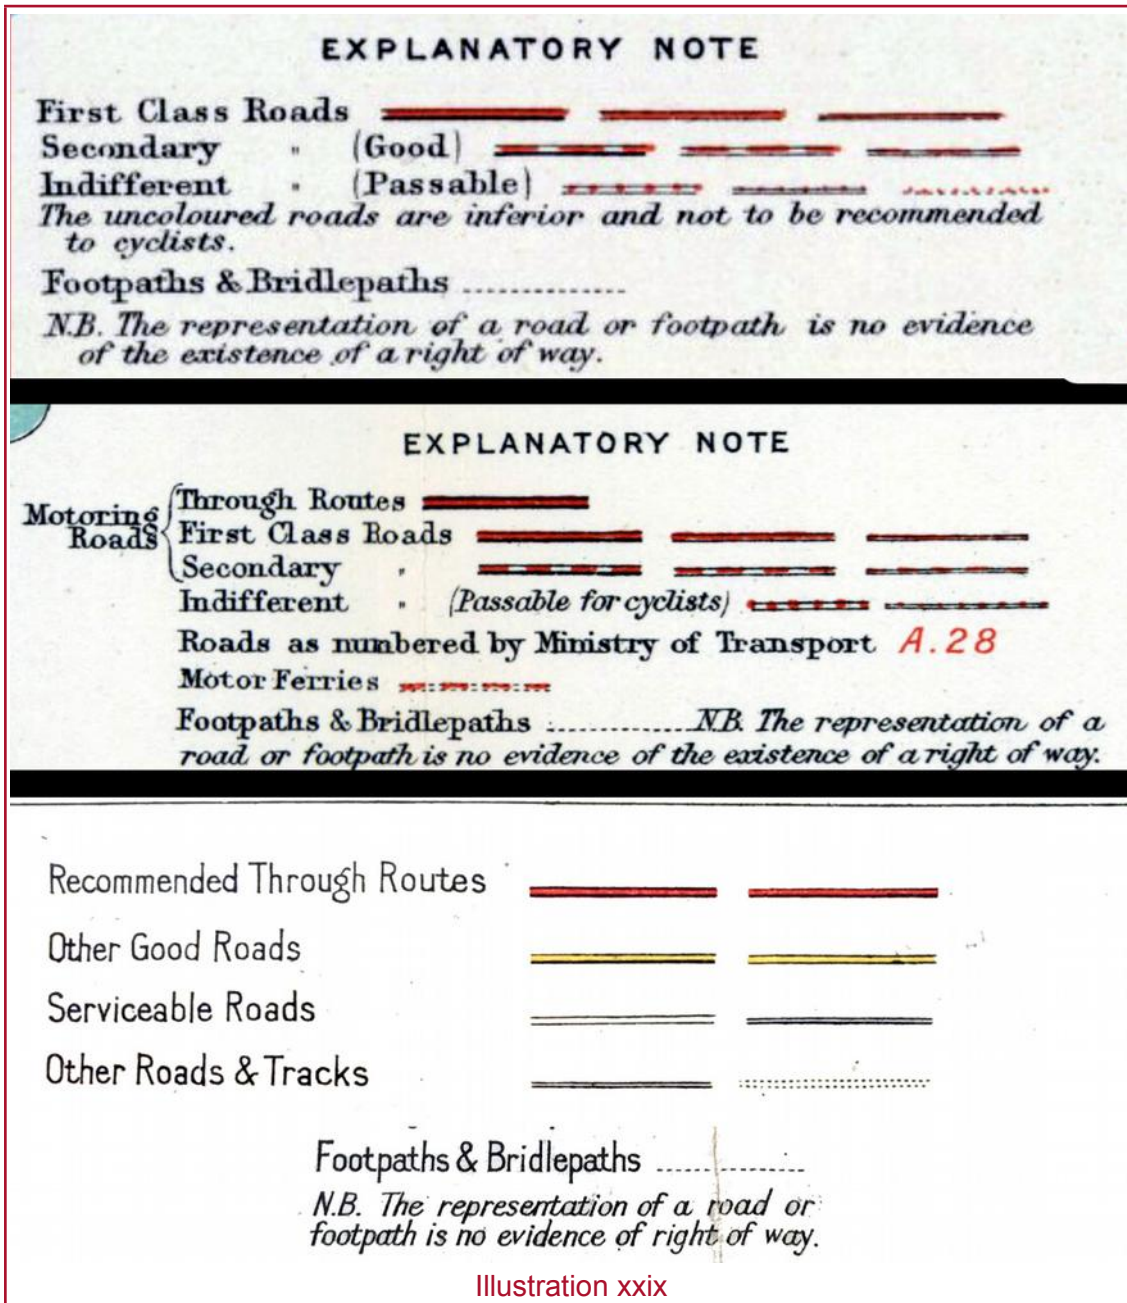 EXPLANATORY NOTE
First Class Roads
Secondary " (Good)
Indifferent " (Passable)
The uncoloured roads are inferior and not to be recommended
to cyclists.
Footpaths & Bridlepaths
N.B. The representation of a road or footpath is no evidence
of the existence of a right of way.
EXPLANATORY NOTE
Motoring Roads
Through Routes
First Class Roads
Secondary "
Indifferent " (Passable for cyclists)
Roads as numbered by Ministry of Transport A.28
Motor Ferries
Footpaths & Bridlepaths N.B. The representation of a
road or footpath is no evidence of the existence of a right of way.
Recommended Through Routes
Other Good Roads
Serviceable Roads
Other Roads & Tracks
Footpaths & Bridlepaths
N.B. The representation of a road or
footpath is no evidence of right of way.
Illustration xxix